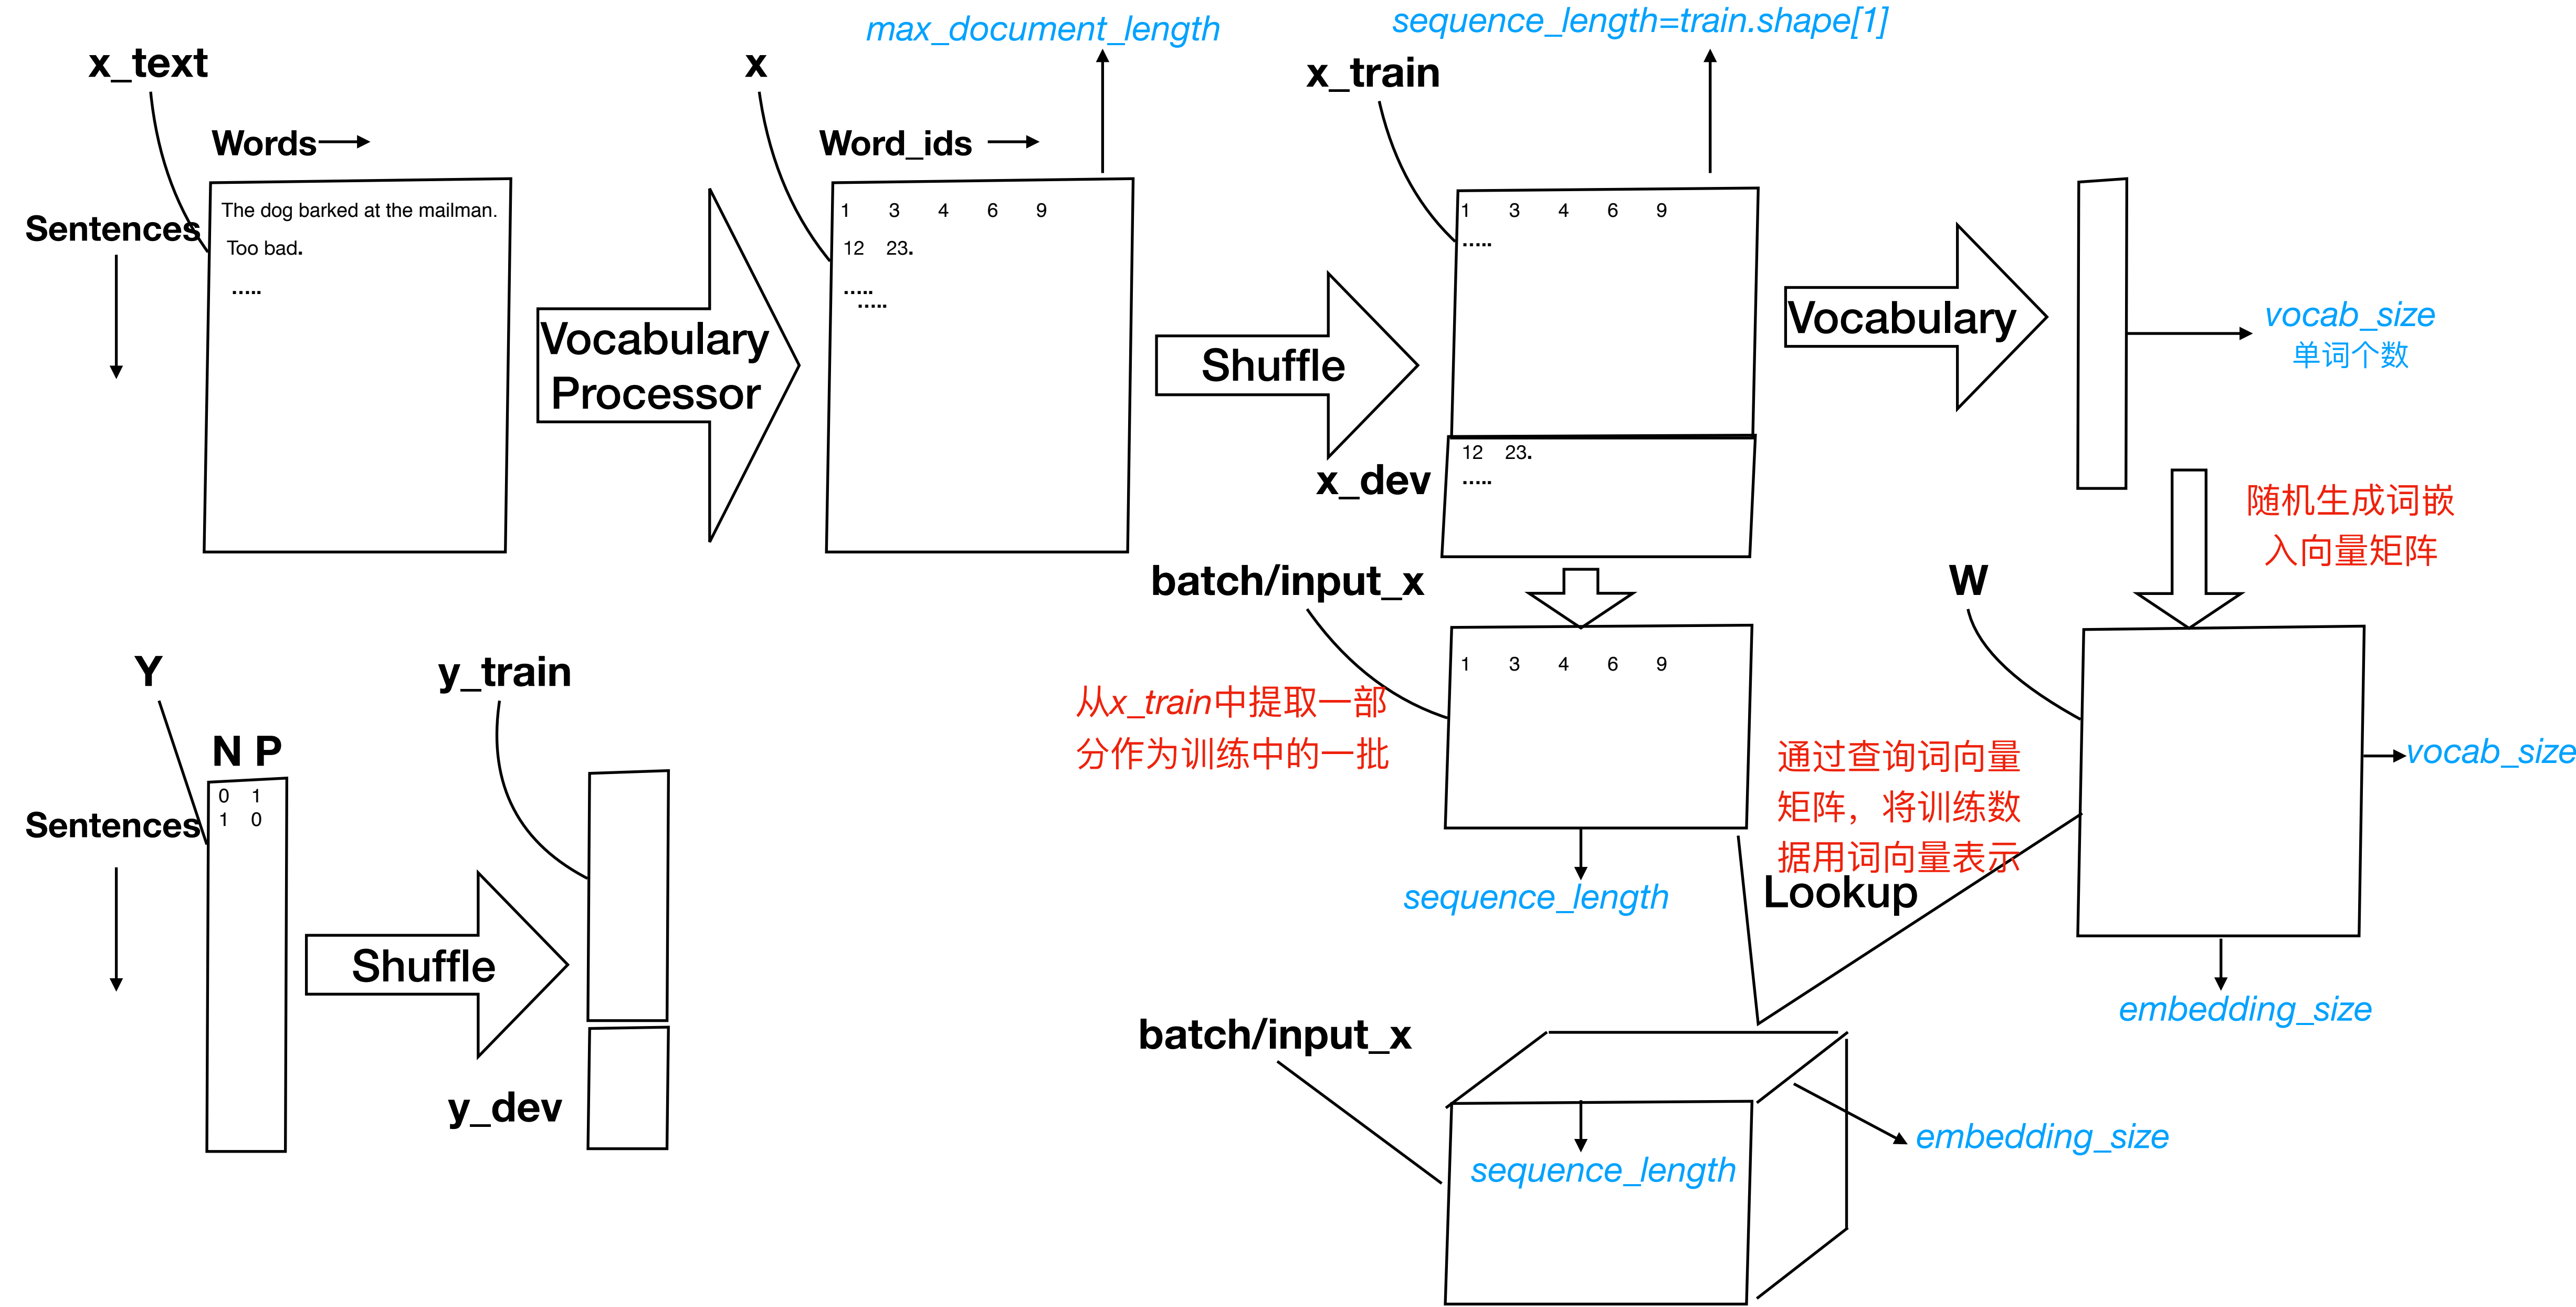 max_document_length
sequence_length=train.shape[1]
x_text
x
x_train
Words
Word_ids
Sentences
The dog barked at the mailman.
Too bad.
.....
1 3 4 6 9
12 23.
.....
.....
1 3 4 6 9
.....
Vocabulary
Processor
Shuffle
Vocabulary
vocab_size
单词个数
x_dev
12 23.
.....
随机生成词嵌
入向量矩阵
batch/input_x
W
1 3 4 6 9
从x_train中提取一部
分作为训练中的一批
通过查询词向量
矩阵，将训练数
据用词向量表示
Lookup
vocab_size
sequence_length
embedding_size
Y
y_train
N P
Sentences
0 1
1 0
Shuffle
y_dev
batch/input_x
sequence_length
embedding_size